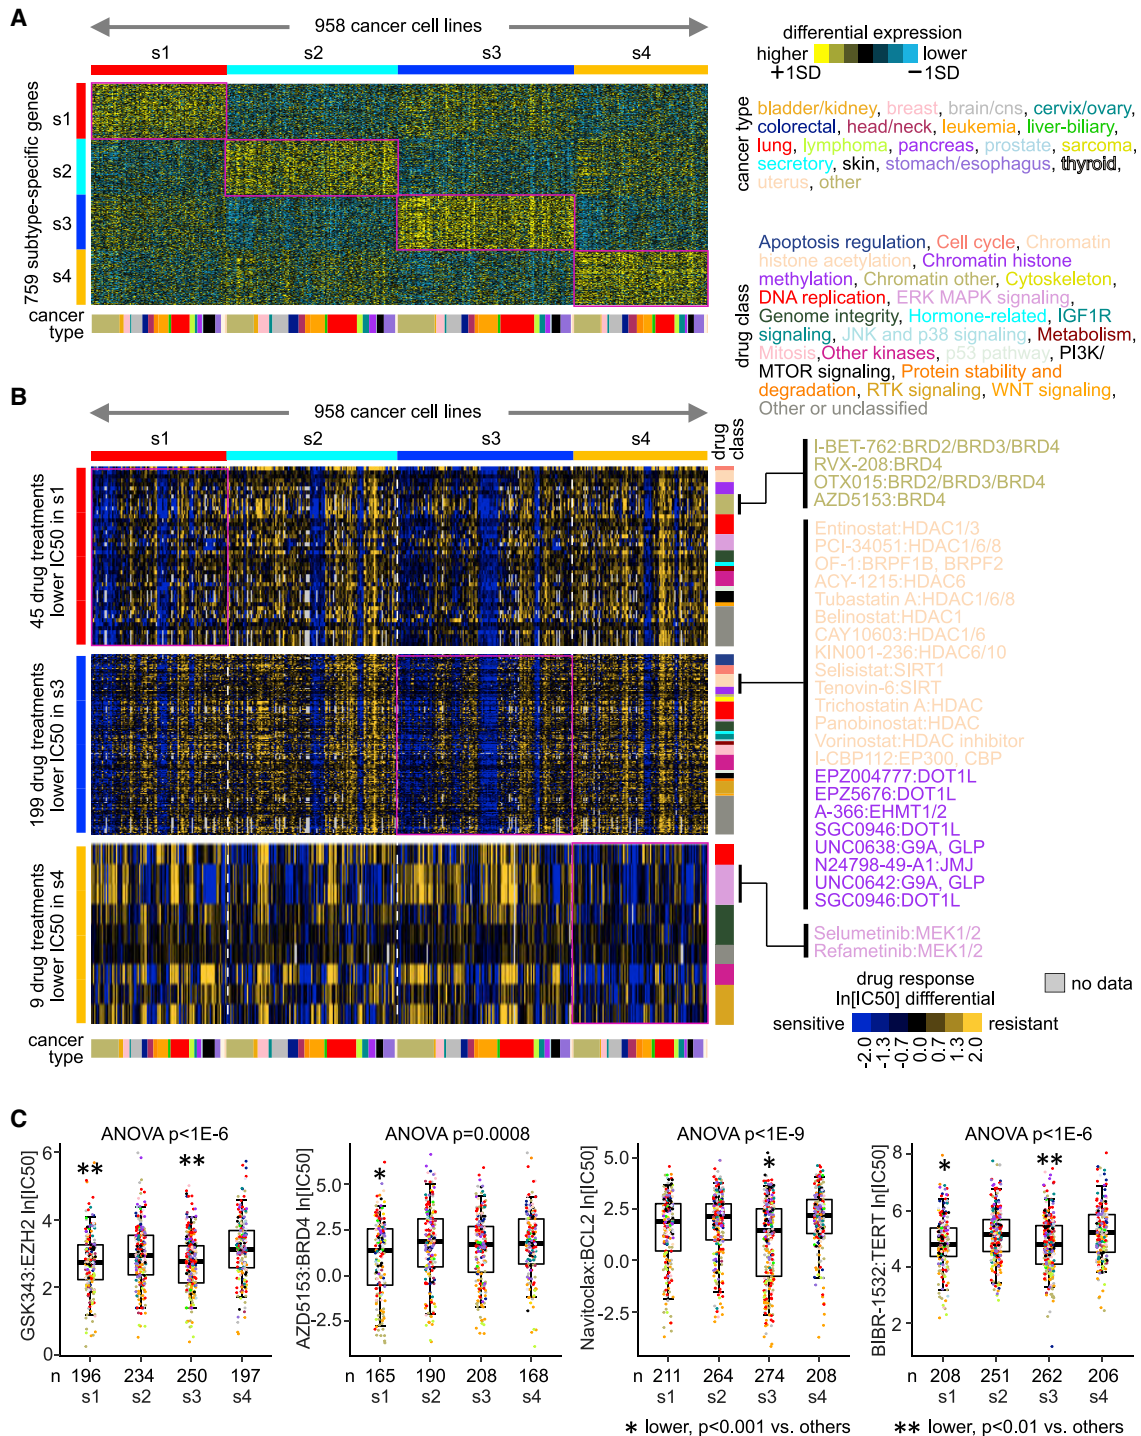 A
958 cancer cell lines
s1 s2 s3 s4
759 subtype-specific genes
s1
s2
s3
s4
cancer
type
differential expression
higher lower
+1SD −1SD
cancer type
bladder/kidney, breast, brain/cns, cervix/ovary,
colorectal, head/neck, leukemia, liver-biliary,
lung, lymphoma, pancreas, prostate, sarcoma,
secretory, skin, stomach/esophagus, thyroid,
uterus, other
drug class
Apoptosis regulation, Cell cycle, Chromatin
histone acetylation, Chromatin histone
methylation, Chromatin other, Cytoskeleton,
DNA replication, ERK MAPK signaling,
Genome integrity, Hormone-related, IGF1R
signaling, JNK and p38 signaling, Metabolism,
Mitosis,Other kinases, p53 pathway, PI3K/
MTOR signaling, Protein stability and
degradation, RTK signaling, WNT signaling,
Other or unclassified
B
958 cancer cell lines
s1 s2 s3 s4
drug
class
45 drug treatments
lower IC50 in s1
199 drug treatments
lower IC50 in s3
9 drug treatments
lower IC50 in s4
cancer
type
I-BET-762:BRD2/BRD3/BRD4
RVX-208:BRD4
OTX015:BRD2/BRD3/BRD4
AZD5153:BRD4
Entinostat:HDAC1/3
PCI-34051:HDAC1/6/8
OF-1:BRPF1B, BRPF2
ACY-1215:HDAC6
Tubastatin A:HDAC1/6/8
Belinostat:HDAC1
CAY10603:HDAC1/6
KIN001-236:HDAC6/10
Selisistat:SIRT1
Tenovin-6:SIRT
Trichostatin A:HDAC
Panobinostat:HDAC
Vorinostat:HDAC inhibitor
I-CBP112:EP300, CBP
EPZ004777:DOT1L
EPZ5676:DOT1L
A-366:EHMT1/2
SGC0946:DOT1L
UNC0638:G9A, GLP
N24798-49-A1:JMJ
UNC0642:G9A, GLP
SGC0946:DOT1L
Selumetinib:MEK1/2
Refametinib:MEK1/2
drug response
ln[IC50] diffferential
sensitive resistant
-2.0 -1.3 -0.7 0.0 0.7 1.3 2.0
no data
C
ANOVA p<1E-6
GSK343:EZH2 ln[IC50]
6
4
2
0
** **
n 196 234 250 197
s1 s2 s3 s4
ANOVA p=0.0008
AZD5153:BRD4 ln[IC50]
5.0
2.5
0.0
-2.5
*
n 165 190 208 168
s1 s2 s3 s4
ANOVA p<1E-9
Navitoclax:BCL2 ln[IC50]
5.0
2.5
0.0
-2.5
*
n 211 264 274 208
s1 s2 s3 s4
ANOVA p<1E-6
BIBR-1532:TERT ln[IC50]
8
6
4
2
* **
n 208 251 262 206
s1 s2 s3 s4
* lower, p<0.001 vs. others
** lower, p<0.01 vs. others